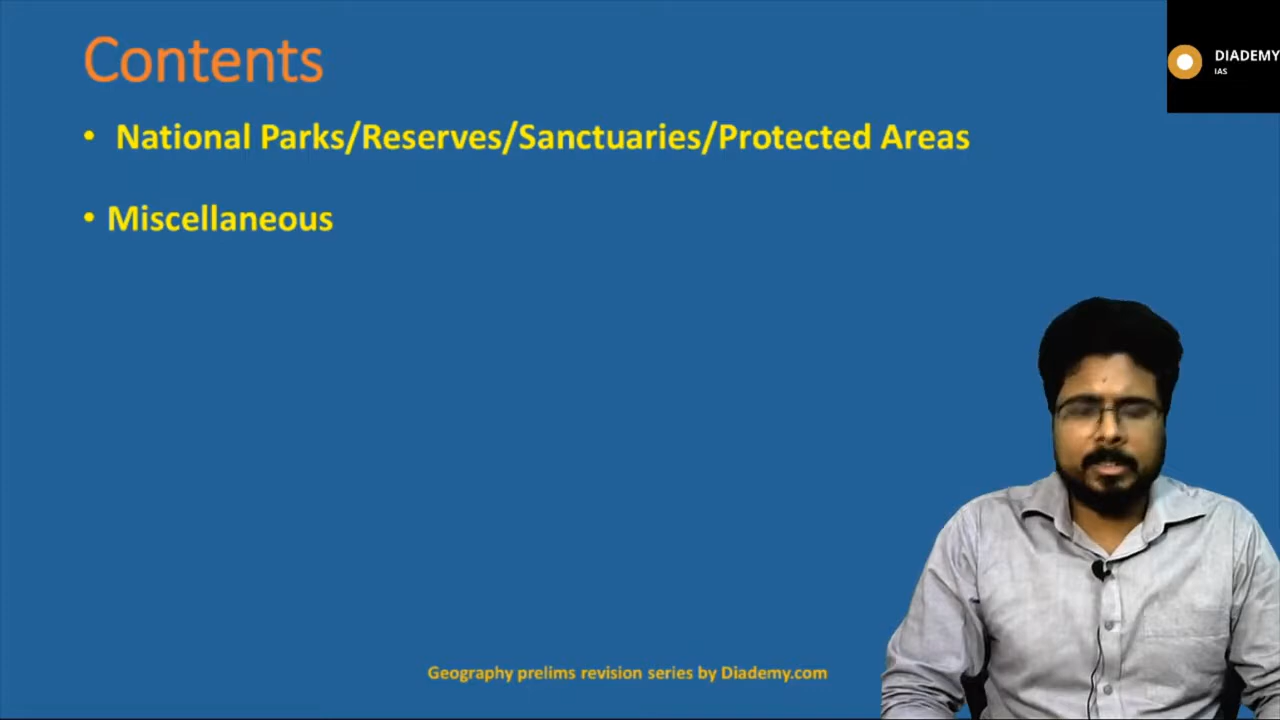 Contents
DIADEMY
IAS
• National Parks/Reserves/Sanctuaries/Protected Areas
• Miscellaneous
Geography prelims revision series by Diademy.com